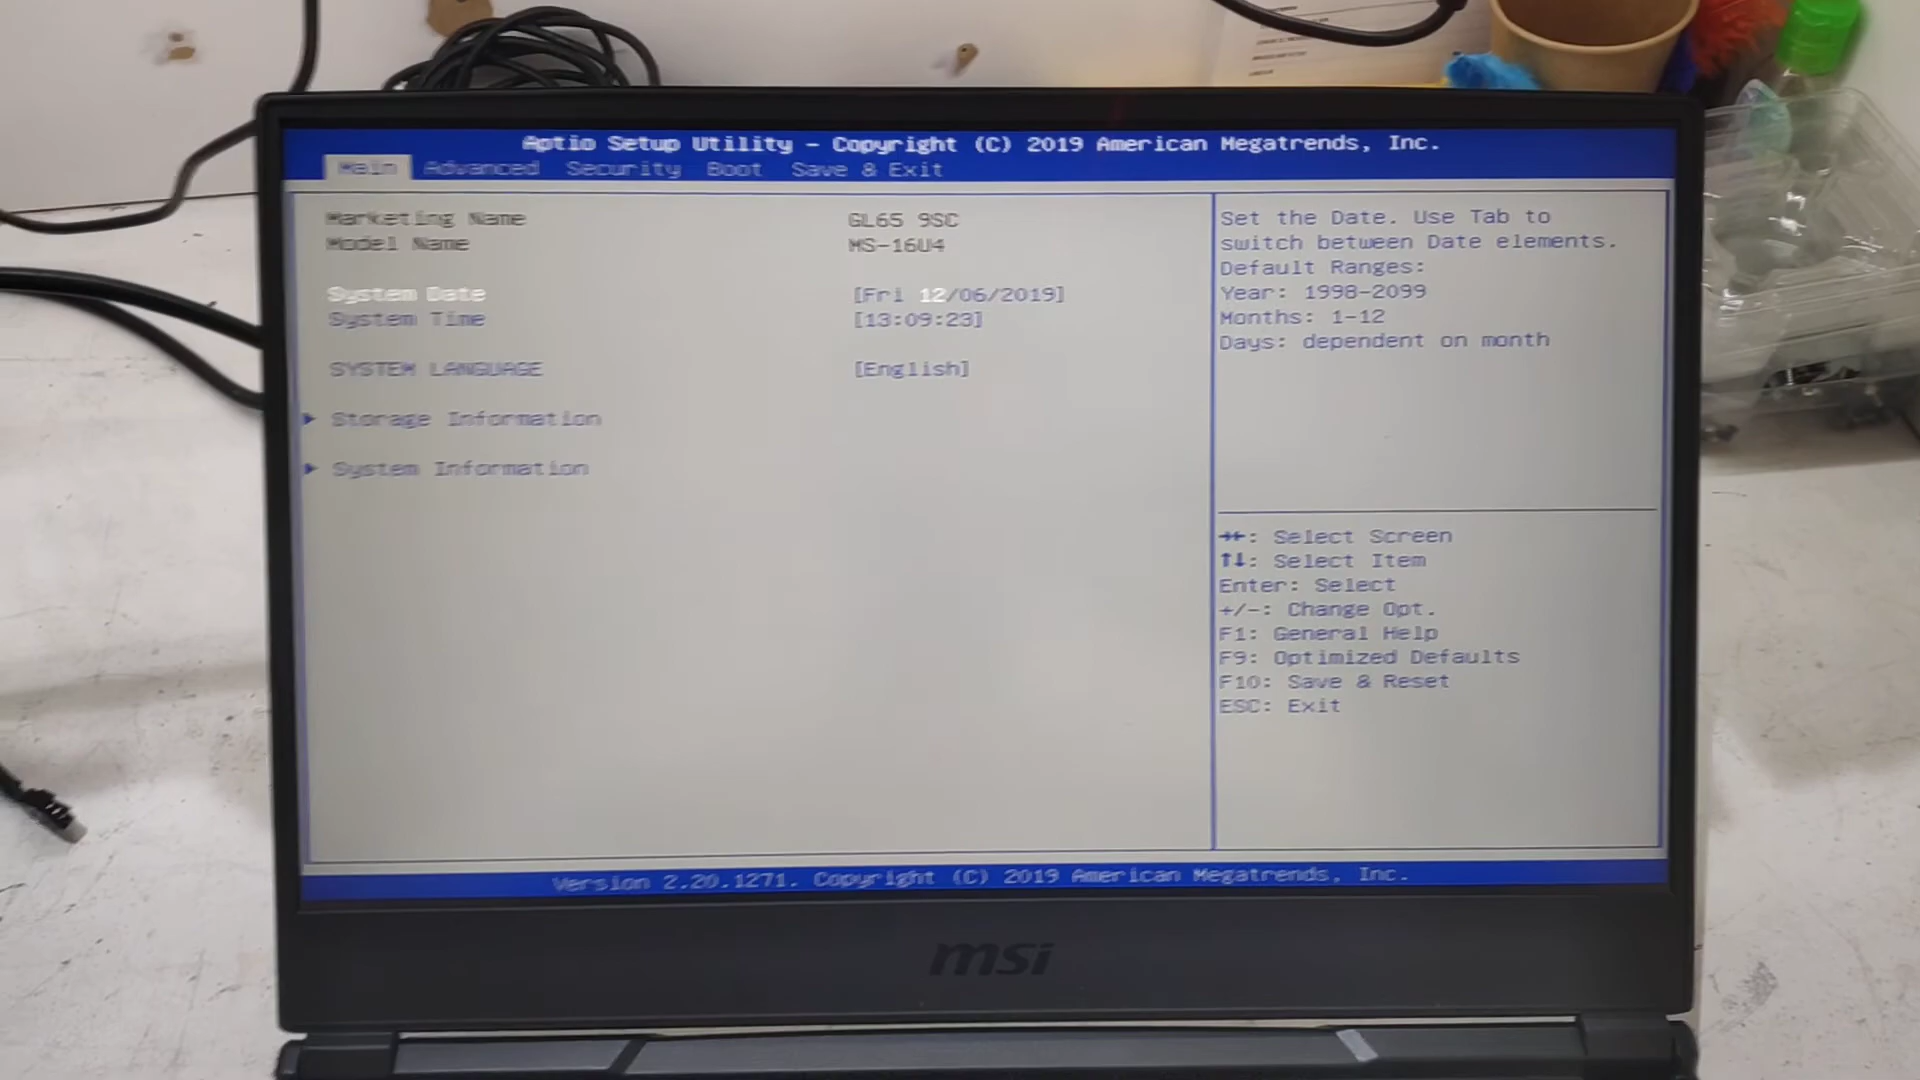 Aptio Setup Utility - Copyright (C) 2019 American Megatrends, Inc.
Main Advanced Security Boot Save & Exit
Marketing Name GL65 9SC
Model Name MS-16U4
System Date [Fri 12/06/2019]
System Time [13:09:23]
SYSTEM LANGUAGE [English]
Storage Information
System Information
Set the Date. Use Tab to
switch between Date elements.
Default Ranges:
Year: 1998-2099
Months: 1-12
Days: dependent on month
→←: Select Screen
↑↓: Select Item
Enter: Select
+/-: Change Opt.
F1: General Help
F9: Optimized Defaults
F10: Save & Reset
ESC: Exit
Version 2.20.1271. Copyright (C) 2019 American Megatrends, Inc.
msi